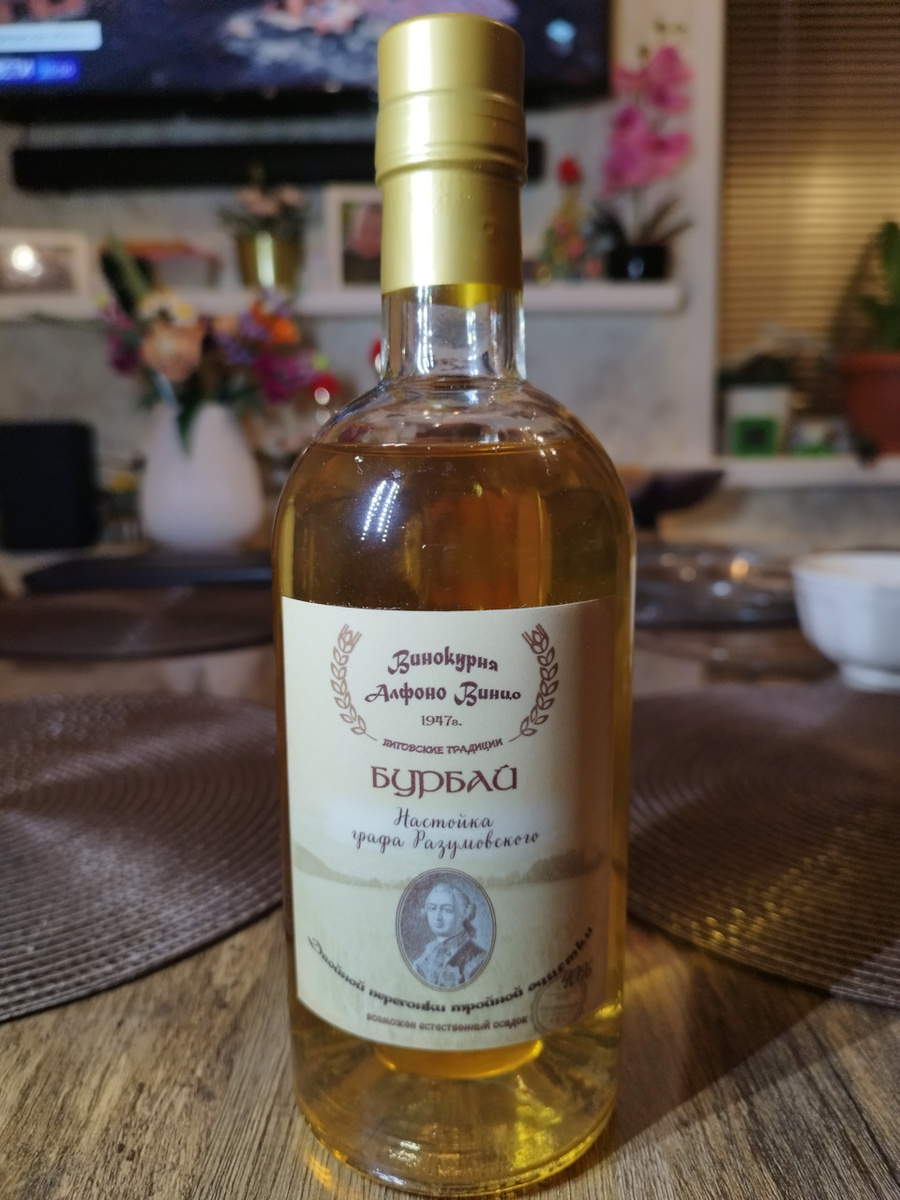 Винокурня
Алфоно Винцо
1947г.
ЛИТОВСКИЕ ТРАДИЦИИ
БУРБАЙ
Настойка
графа Разумовского
Двойной перегонки тройной очистки
возможен естественный осадок